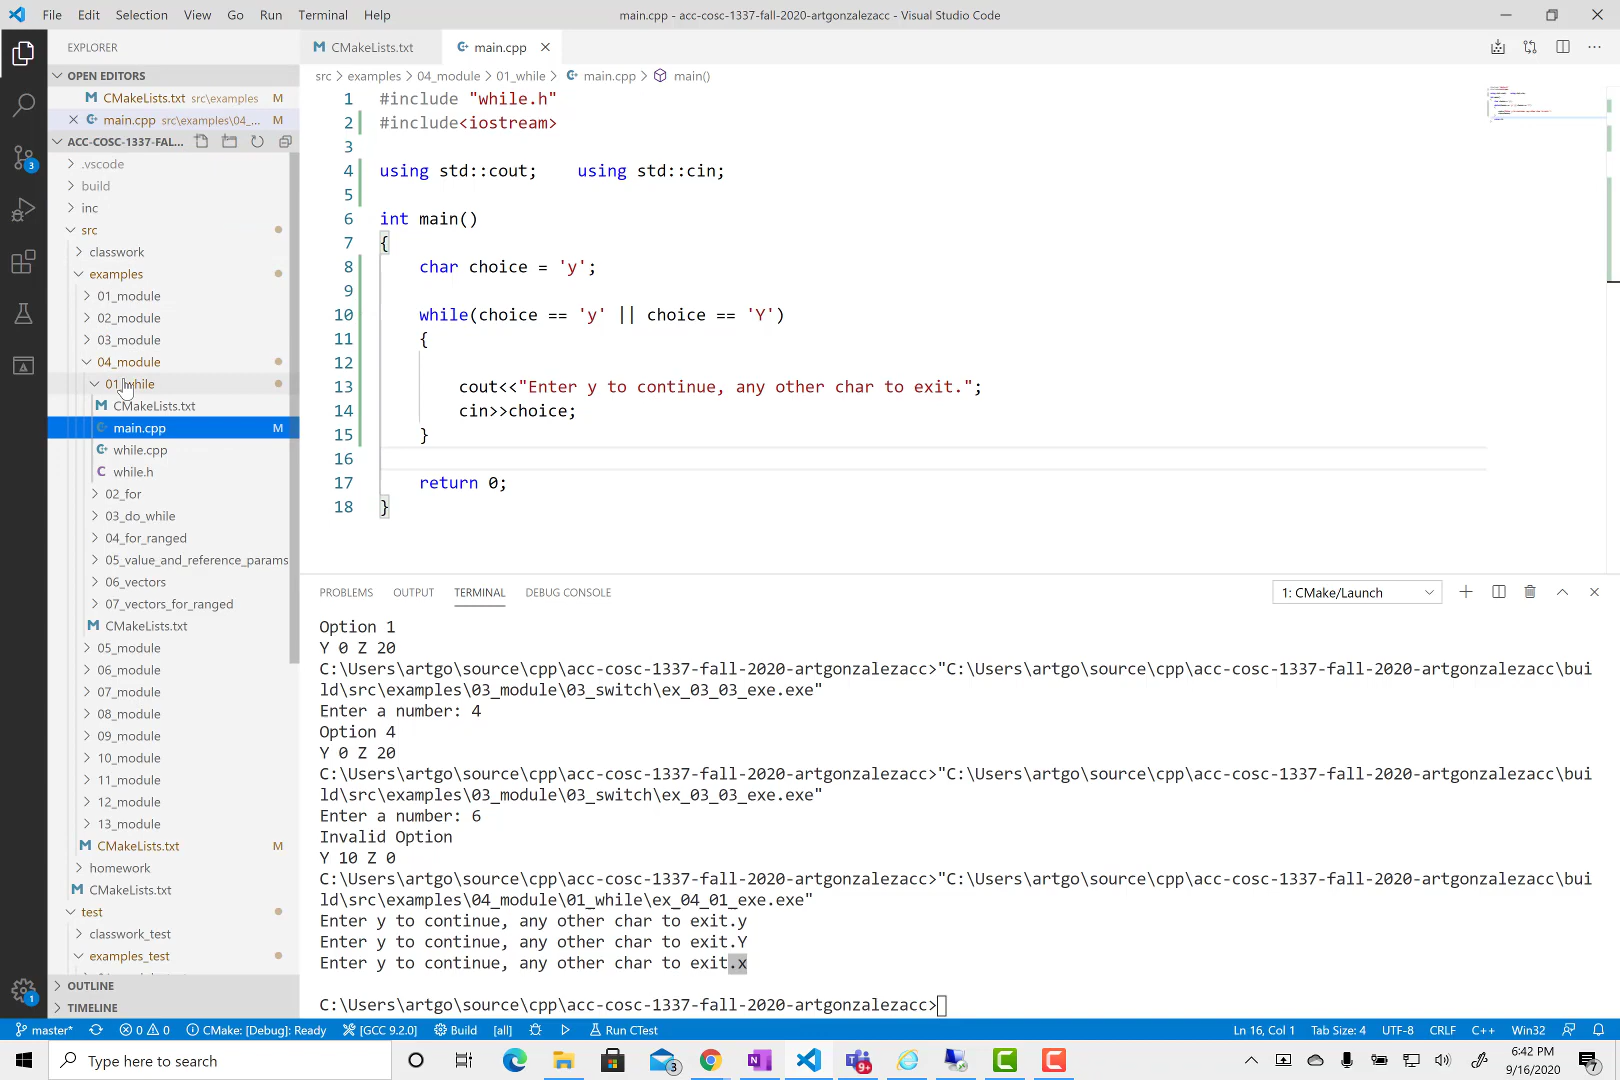 File Edit Selection View Go Run Terminal Help
main.cpp - acc-cosc-1337-fall-2020-artgonzalezacc - Visual Studio Code
EXPLORER
OPEN EDITORS
CMakeLists.txt src\examples M
main.cpp src\examples\04_... M
ACC-COSC-1337-FAL...
.vscode
build
inc
src
classwork
examples
01_module
02_module
03_module
04_module
01_while
CMakeLists.txt
main.cpp M
while.cpp
while.h
02_for
03_do_while
04_for_ranged
05_value_and_reference_params
06_vectors
07_vectors_for_ranged
CMakeLists.txt
05_module
06_module
07_module
08_module
09_module
10_module
11_module
12_module
13_module
CMakeLists.txt M
homework
CMakeLists.txt
test
classwork_test
examples_test
OUTLINE
TIMELINE
3
1
CMakeLists.txt
main.cpp
src > examples > 04_module > 01_while > main.cpp > main()
1 #include "while.h"
2 #include<iostream>
3
4 using std::cout; using std::cin;
5
6 int main()
7 {
8 char choice = 'y';
9
10 while(choice == 'y' || choice == 'Y')
11 {
12
13 cout<<"Enter y to continue, any other char to exit.";
14 cin>>choice;
15 }
16
17 return 0;
18 }
PROBLEMS OUTPUT TERMINAL DEBUG CONSOLE
1: CMake/Launch
Option 1
Y 0 Z 20
C:\Users\artgo\source\cpp\acc-cosc-1337-fall-2020-artgonzalezacc>"C:\Users\artgo\source\cpp\acc-cosc-1337-fall-2020-artgonzalezacc\bui
ld\src\examples\03_module\03_switch\ex_03_03_exe.exe"
Enter a number: 4
Option 4
Y 0 Z 20
C:\Users\artgo\source\cpp\acc-cosc-1337-fall-2020-artgonzalezacc>"C:\Users\artgo\source\cpp\acc-cosc-1337-fall-2020-artgonzalezacc\bui
ld\src\examples\03_module\03_switch\ex_03_03_exe.exe"
Enter a number: 6
Invalid Option
Y 10 Z 0
C:\Users\artgo\source\cpp\acc-cosc-1337-fall-2020-artgonzalezacc>"C:\Users\artgo\source\cpp\acc-cosc-1337-fall-2020-artgonzalezacc\bui
ld\src\examples\04_module\01_while\ex_04_01_exe.exe"
Enter y to continue, any other char to exit.y
Enter y to continue, any other char to exit.Y
Enter y to continue, any other char to exit.x
C:\Users\artgo\source\cpp\acc-cosc-1337-fall-2020-artgonzalezacc>
master* 0 0 CMake: [Debug]: Ready [GCC 9.2.0] Build [all] Run CTest
Ln 16, Col 1 Tab Size: 4 UTF-8 CRLF C++ Win32
Type here to search
3
9+
6:42 PM
9/16/2020
7